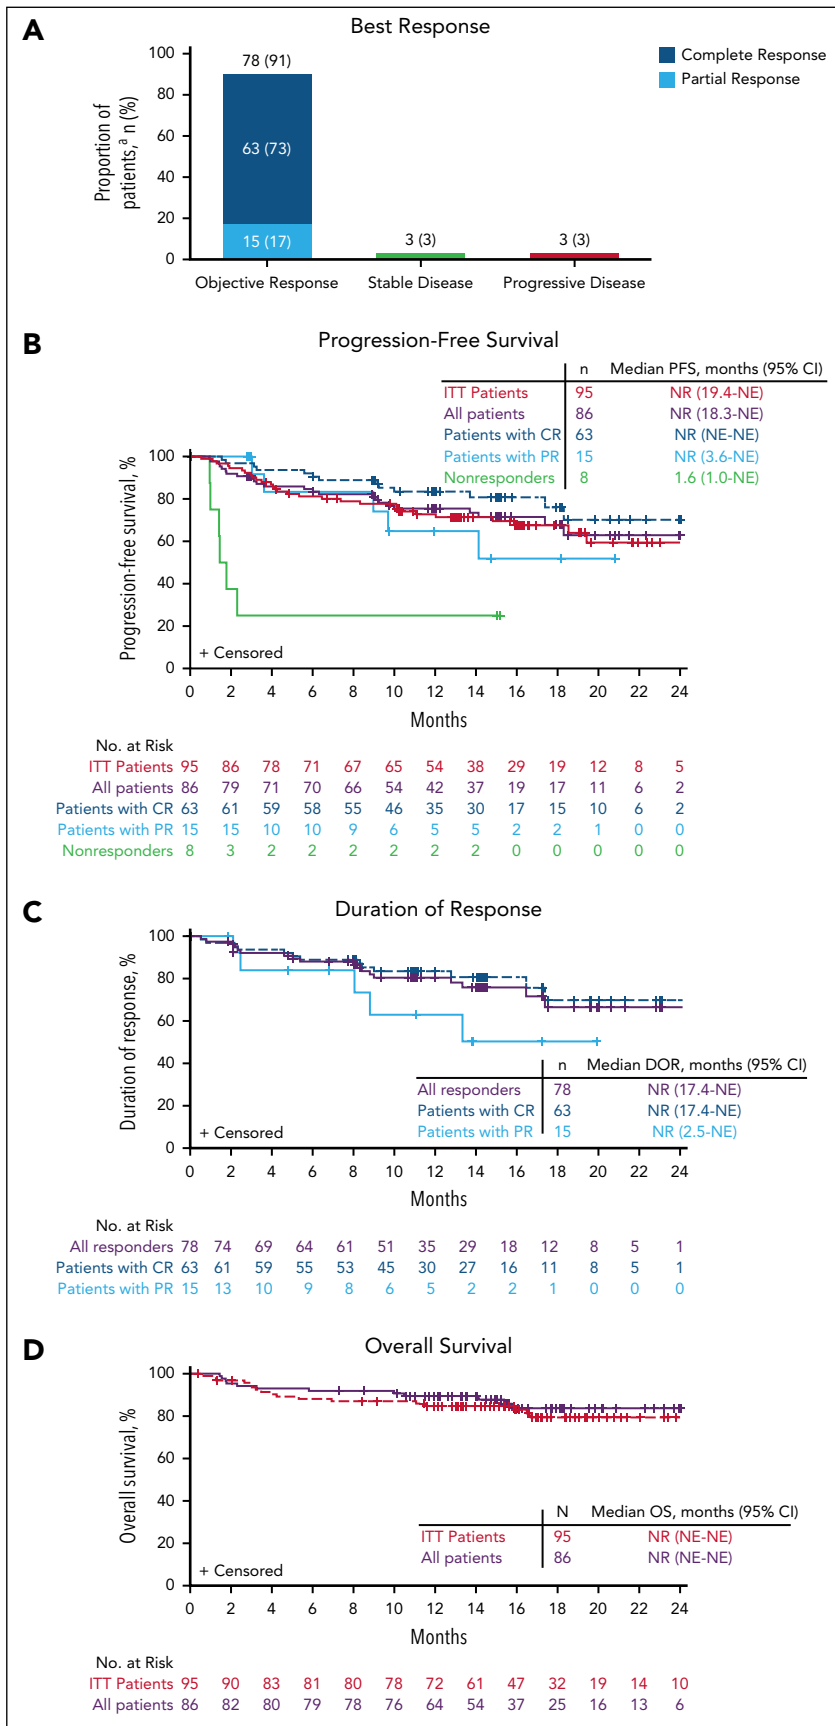 A
Best Response
Complete Response
Partial Response
Proportion of
patients,a n (%)
100
80
60
40
20
0
78 (91)
63 (73)
15 (17)
3 (3)
3 (3)
Objective Response Stable Disease Progressive Disease
B
Progression-Free Survival
n Median PFS, months (95% CI)
ITT Patients 95 NR (19.4-NE)
All patients 86 NR (18.3-NE)
Patients with CR 63 NR (NE-NE)
Patients with PR 15 NR (3.6-NE)
Nonresponders 8 1.6 (1.0-NE)
Progression-free survival, %
100
80
60
40
20
0
+ Censored
0 2 4 6 8 10 12 14 16 18 20 22 24
Months
No. at Risk
ITT Patients 95 86 78 71 67 65 54 38 29 19 12 8 5
All patients 86 79 71 70 66 54 42 37 19 17 11 6 2
Patients with CR 63 61 59 58 55 46 35 30 17 15 10 6 2
Patients with PR 15 15 10 10 9 6 5 5 2 2 1 0 0
Nonresponders 8 3 2 2 2 2 2 2 0 0 0 0 0
C
Duration of Response
Duration of response, %
100
80
60
40
20
0
n Median DOR, months (95% CI)
All responders 78 NR (17.4-NE)
Patients with CR 63 NR (17.4-NE)
Patients with PR 15 NR (2.5-NE)
+ Censored
0 2 4 6 8 10 12 14 16 18 20 22 24
Months
No. at Risk
All responders 78 74 69 64 61 51 35 29 18 12 8 5 1
Patients with CR 63 61 59 55 53 45 30 27 16 11 8 5 1
Patients with PR 15 13 10 9 8 6 5 2 2 1 0 0 0
D
Overall Survival
Overall survival, %
100
80
60
40
20
0
N Median OS, months (95% CI)
ITT Patients 95 NR (NE-NE)
All patients 86 NR (NE-NE)
+ Censored
0 2 4 6 8 10 12 14 16 18 20 22 24
Months
No. at Risk
ITT Patients 95 90 83 81 80 78 72 61 47 32 19 14 10
All patients 86 82 80 79 78 76 64 54 37 25 16 13 6